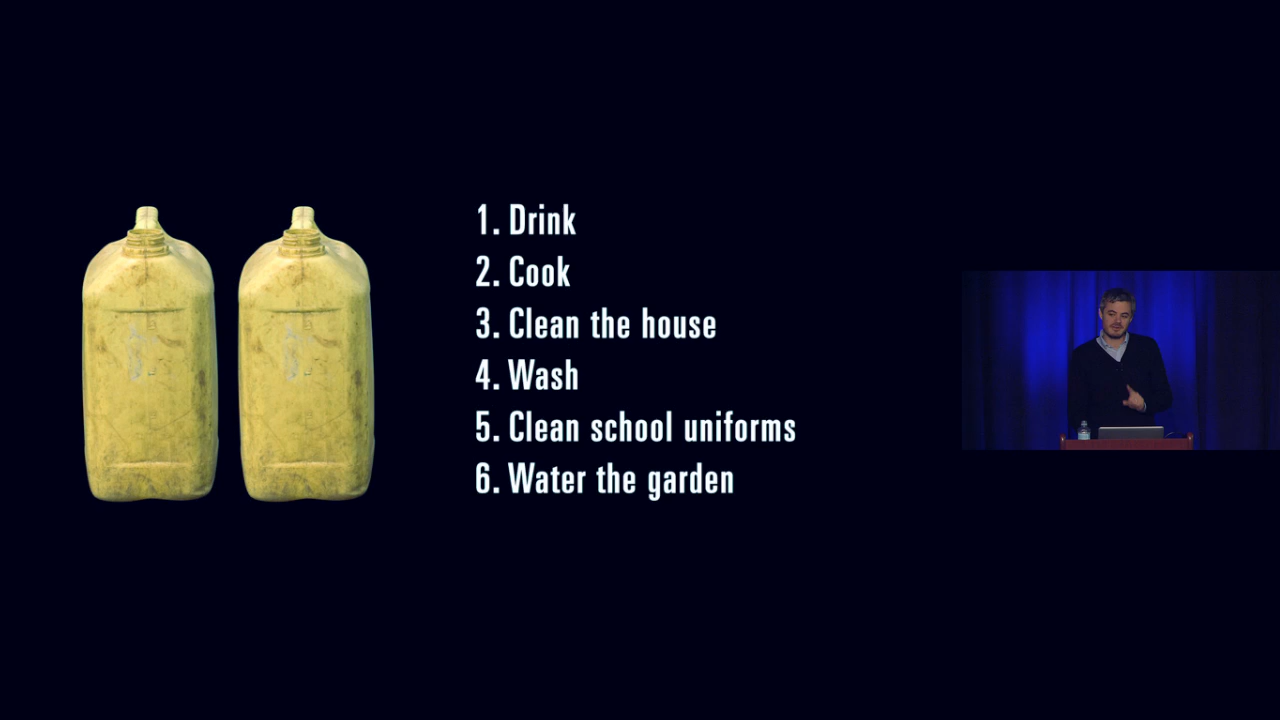 1. Drink
2. Cook
3. Clean the house
4. Wash
5. Clean school uniforms
6. Water the garden